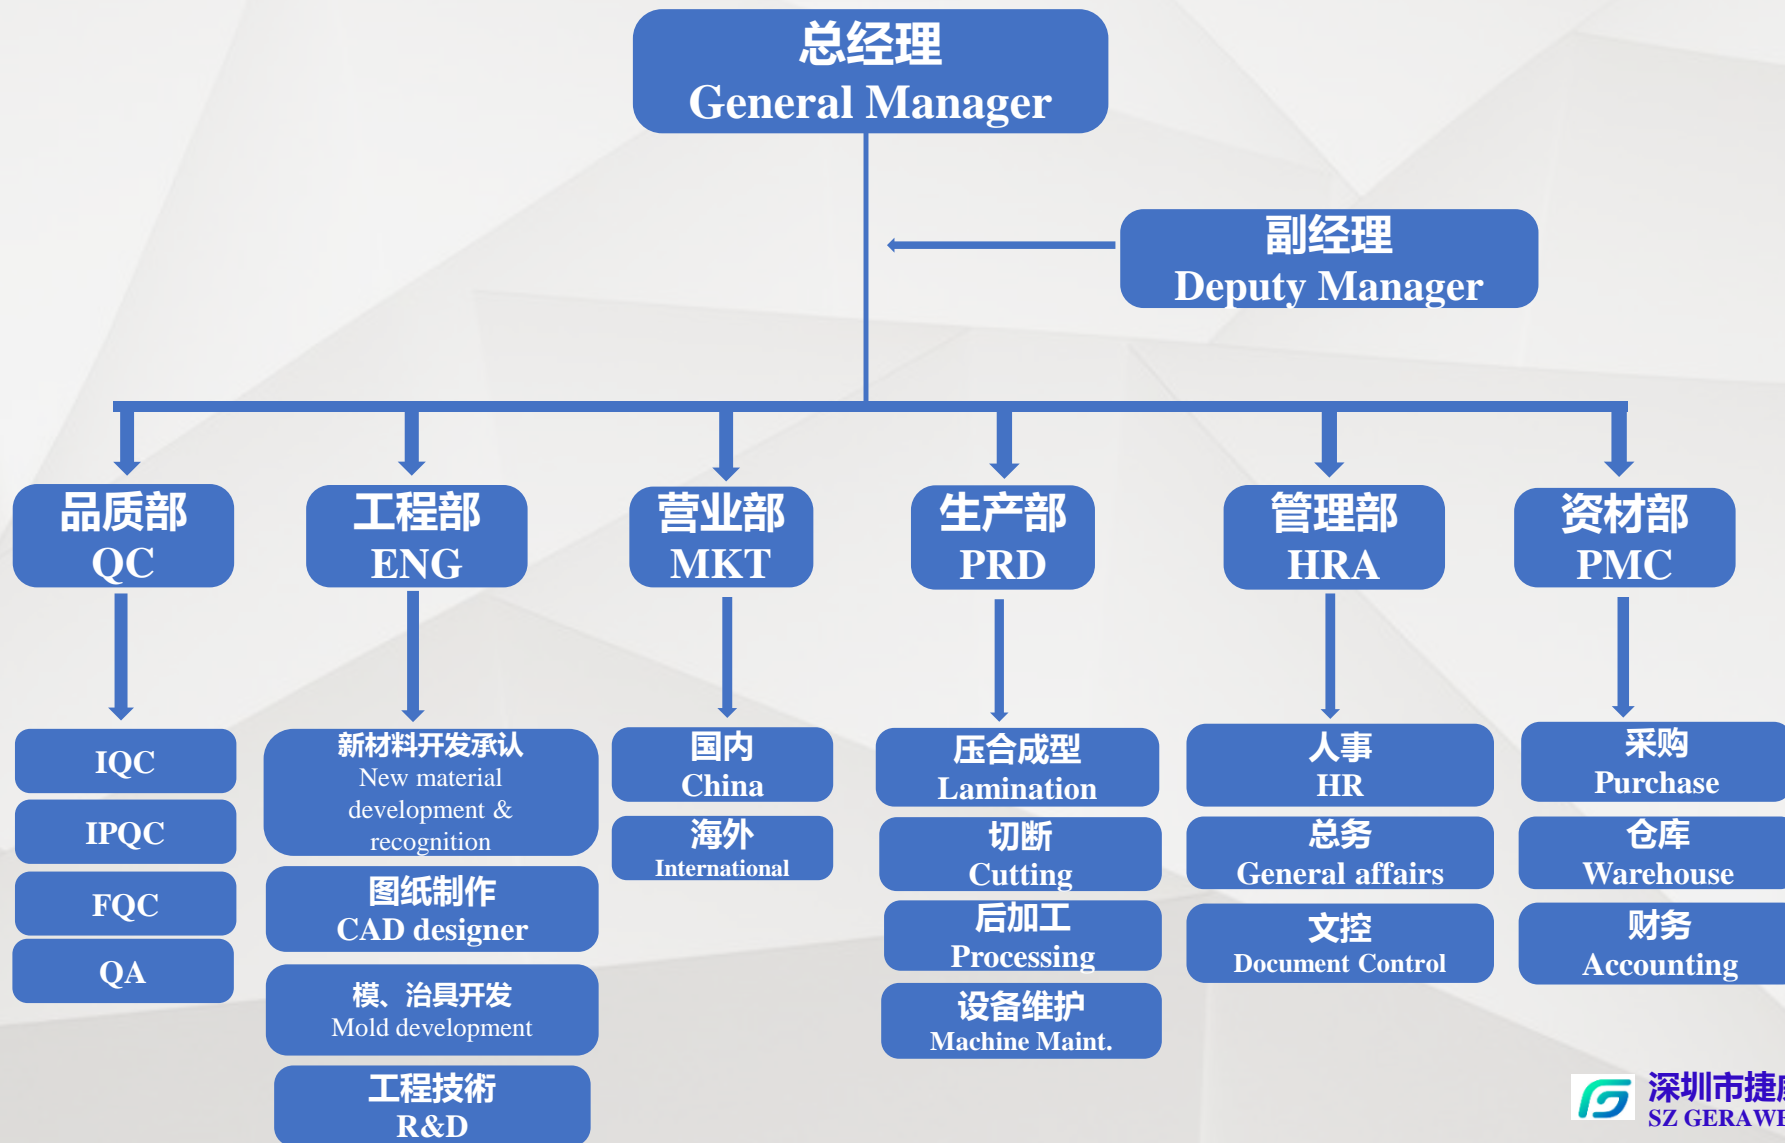 总经理
General Manager
副经理
Deputy Manager
品质部
QC
工程部
ENG
营业部
MKT
生产部
PRD
管理部
HRA
资材部
PMC
IQC
IPQC
FQC
QA
新材料开发承认
New material
development &
recognition
图纸制作
CAD designer
模、治具开发
Mold development
工程技術
R&D
国内
China
海外
International
压合成型
Lamination
切断
Cutting
后加工
Processing
设备维护
Machine Maint.
人事
HR
总务
General affairs
文控
Document Control
采购
Purchase
仓库
Warehouse
财务
Accounting
深圳市捷
SZ